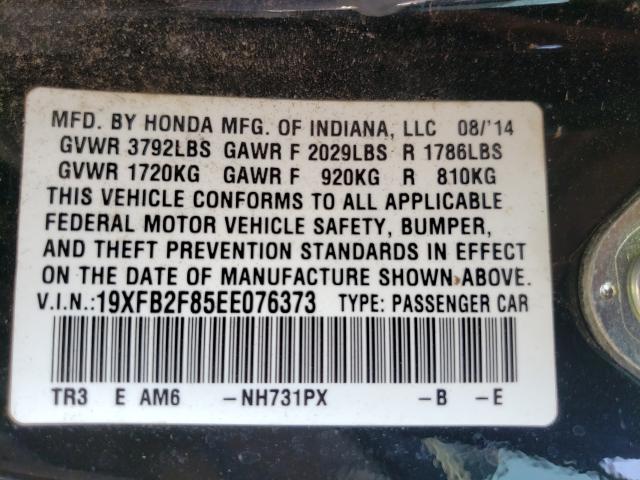 MFD. BY HONDA MFG. OF INDIANA, LLC 08/'14
GVWR 3792LBS GAWR F 2029LBS R 1786LBS
GVWR 1720KG GAWR F 920KG R 810KG
THIS VEHICLE CONFORMS TO ALL APPLICABLE
FEDERAL MOTOR VEHICLE SAFETY, BUMPER,
AND THEFT PREVENTION STANDARDS IN EFFECT
ON THE DATE OF MANUFACTURE SHOWN ABOVE.
V.I.N.:19XFB2F85EE076373 TYPE: PASSENGER CAR
TR3 E AM6 -NH731PX -B -E